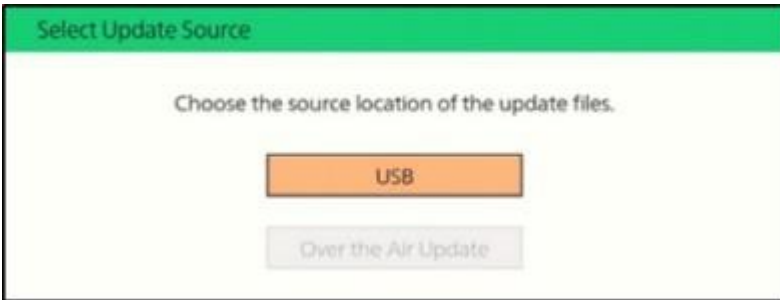 Select Update Source
Choose the source location of the update files.
USB
Over the Air Update